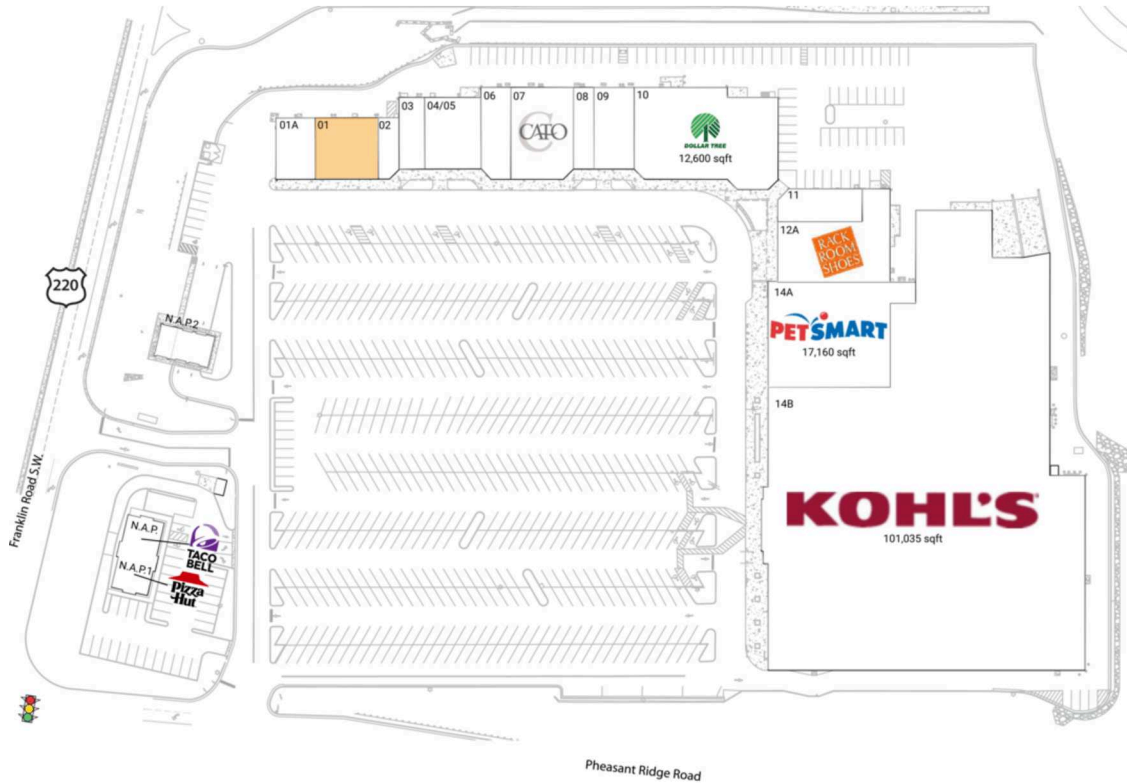 06
07
08
09
10
03
04/05
01A
01
02
CATO
DOLLAR TREE
12,600 sqft
11
12A
RACK
ROOM
SHOES
220
14A
PETSMART
17,160 sqft
N.A.P.2
14B
KOHL'S
101,035 sqft
Franklin Road S.W.
N.A.P.
TACO
BELL
N.A.P.1
Pizza
Hut
Pheasant Ridge Road